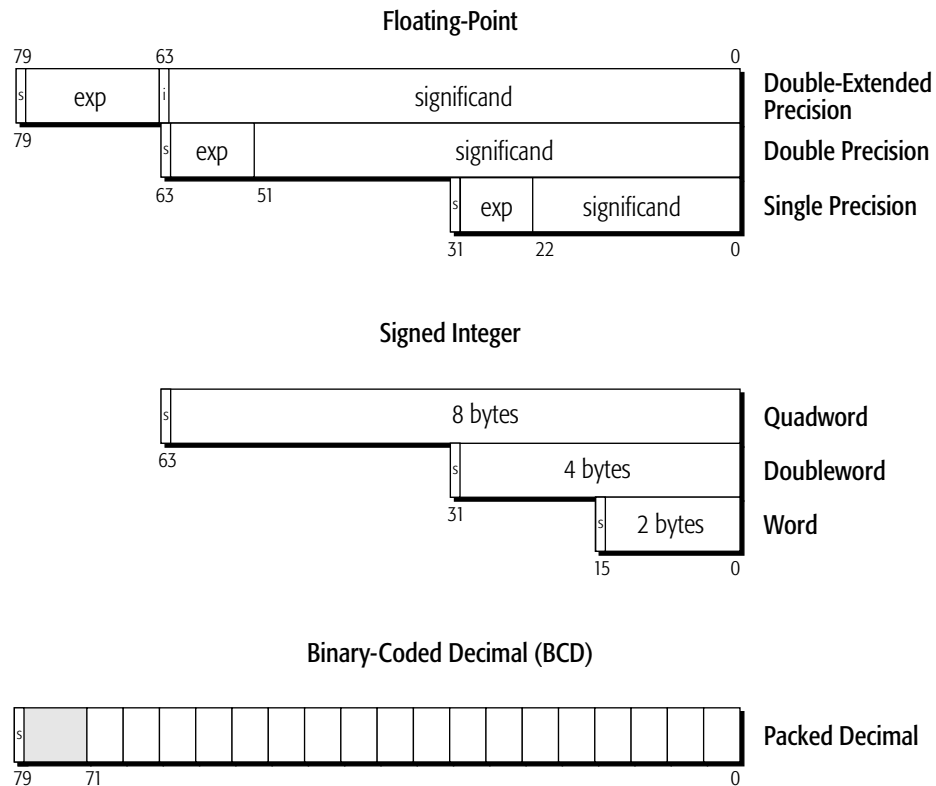 Floating-Point
79 63 0
s exp i significand Double-Extended Precision
79
s exp significand Double Precision
63 51
s exp significand Single Precision
31 22 0
Signed Integer
s 8 bytes Quadword
63
s 4 bytes Doubleword
31
s 2 bytes Word
15 0
Binary-Coded Decimal (BCD)
s Packed Decimal
79 71 0